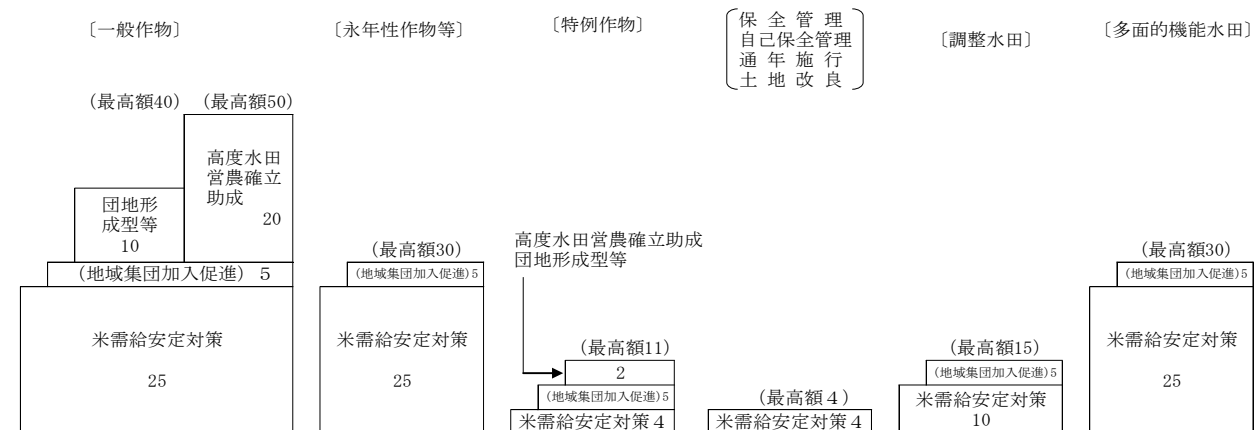 〔一般作物〕
(最高額40)
(最高額50)
高度水田
営農確立
助成
20
団地形
成型等
10
(地域集団加入促進) 5
米需給安定対策
25
〔永年性作物等〕
(最高額30)
(地域集団加入促進)5
米需給安定対策
25
〔特例作物〕
高度水田営農確立助成
団地形成型等
(最高額11)
2
(地域集団加入促進)5
米需給安定対策4
保全管理
自己保全管理
通年施行
土地改良
(最高額4)
米需給安定対策4
〔調整水田〕
(最高額15)
(地域集団加入促進)5
米需給安定対策
10
〔多面的機能水田〕
(最高額30)
(地域集団加入促進)5
米需給安定対策
25